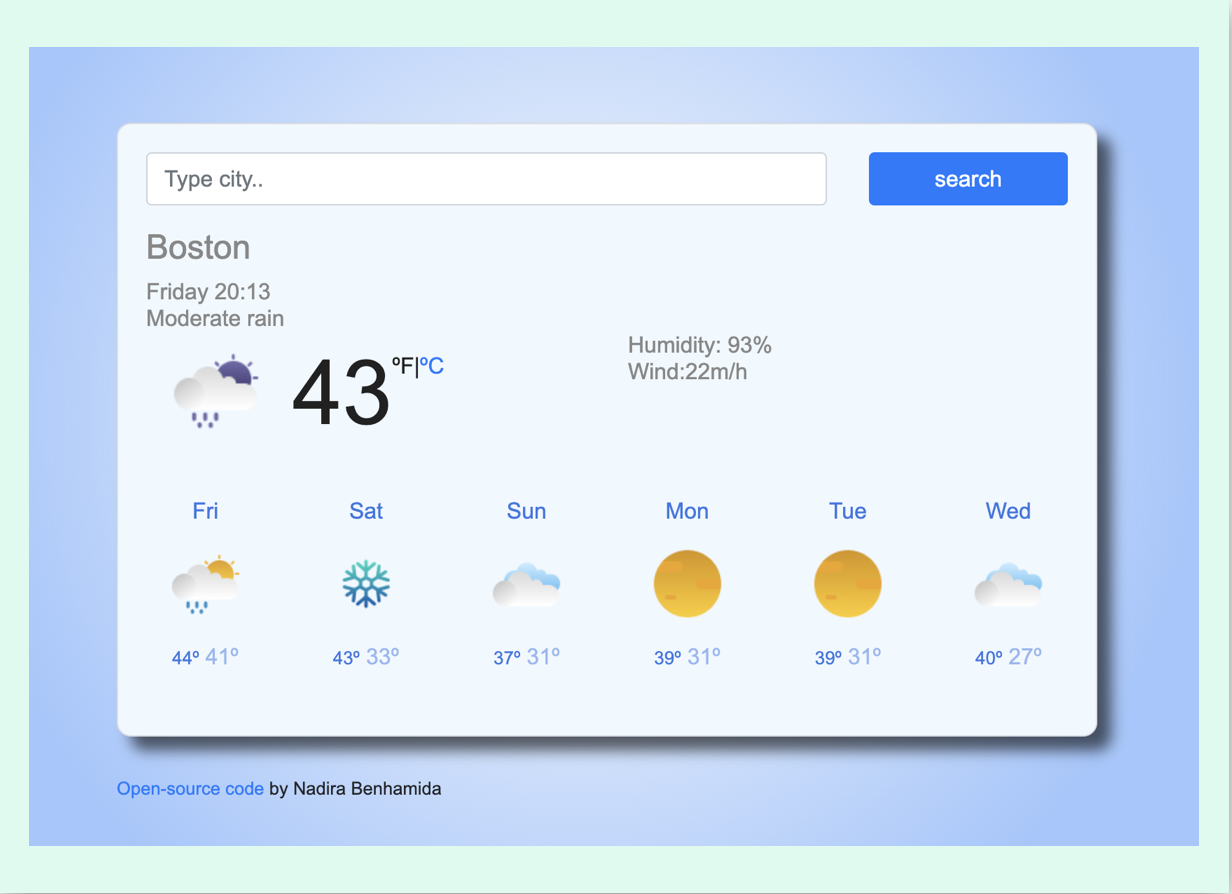 Type city..
search
Boston
Friday 20:13
Moderate rain
Humidity: 93%
Wind:22m/h
43 ºF|ºC
Fri Sat Sun Mon Tue Wed
44º 41º 43º 33º 37º 31º 39º 31º 39º 31º 40º 27º
Open-source code by Nadira Benhamida